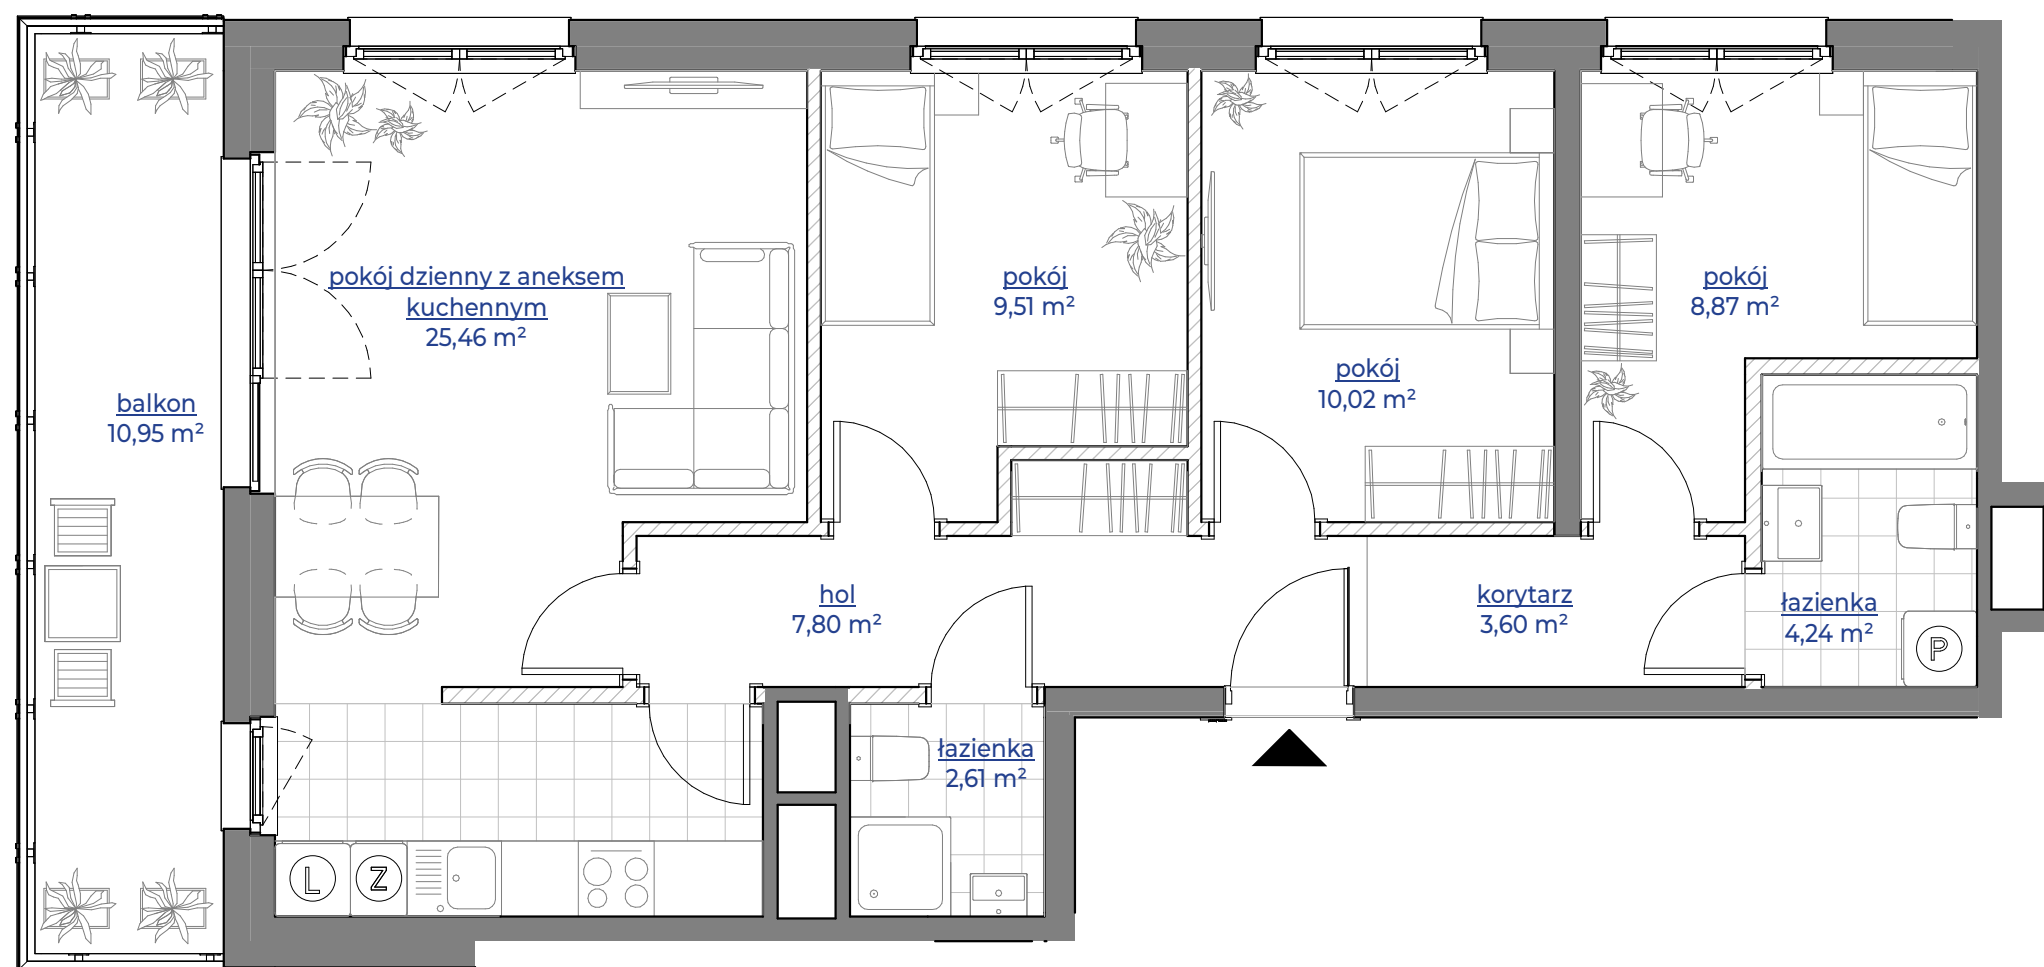 pokój dzienny z aneksem
kuchennym
25,46 m²
pokój
9,51 m²
pokój
10,02 m²
pokój
8,87 m²
balkon
10,95 m²
hol
7,80 m²
korytarz
3,60 m²
łazienka
4,24 m²
P
łazienka
2,61 m²
L
Z